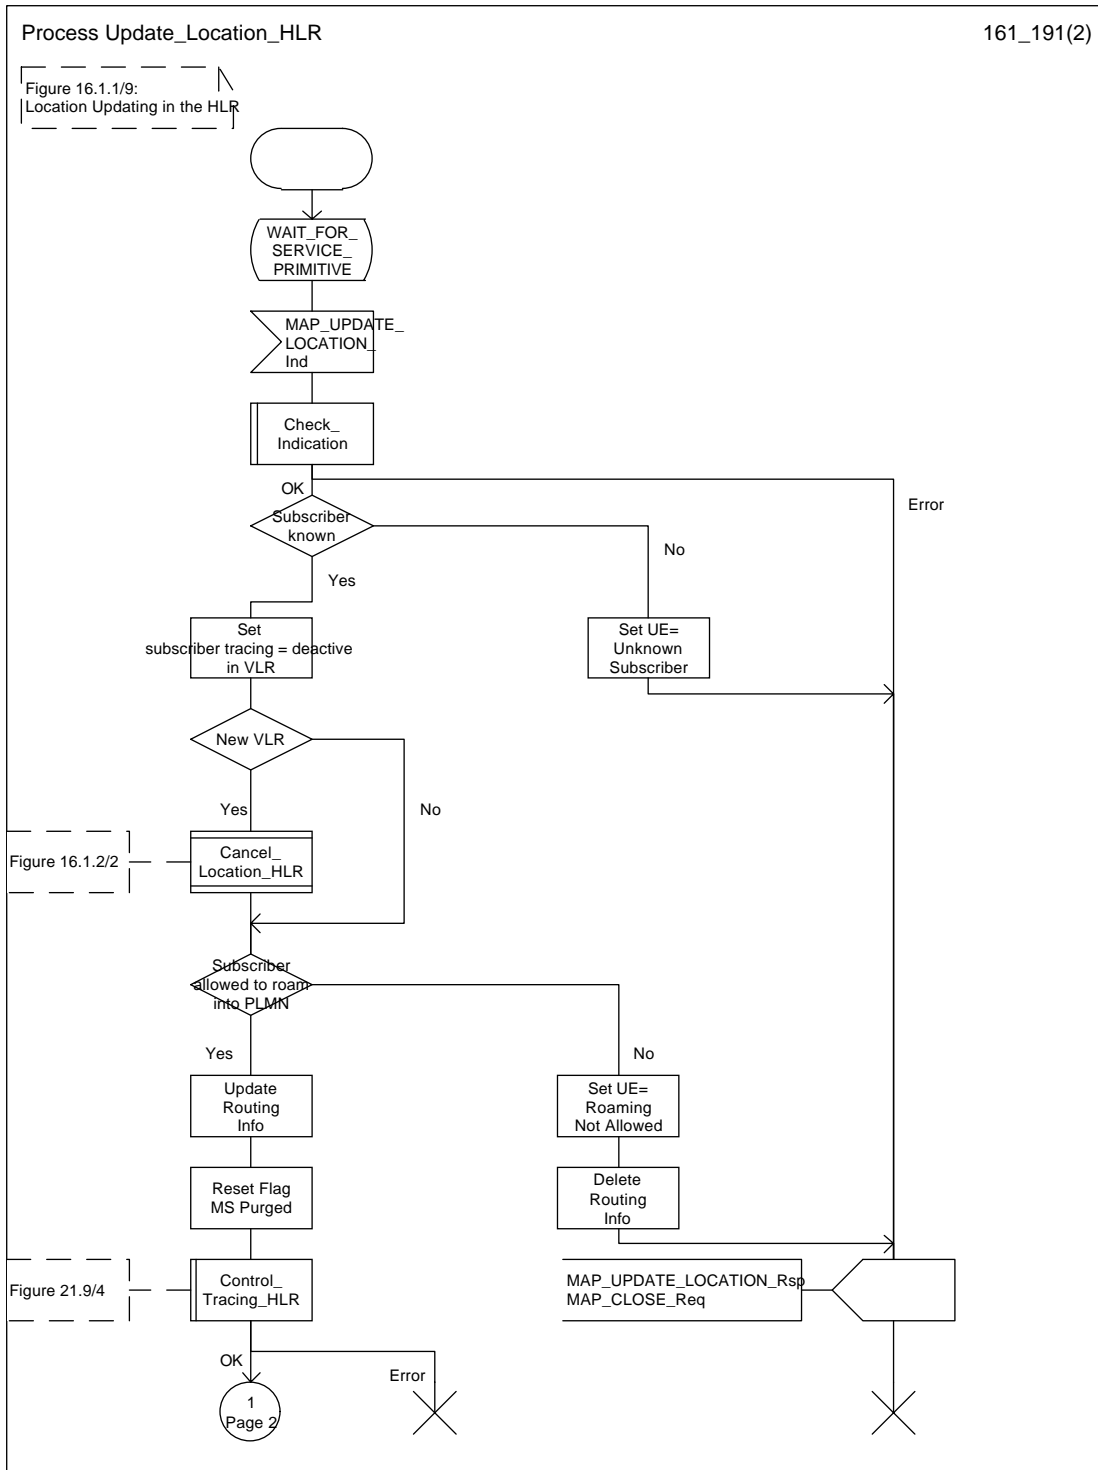 Process Update_Location_HLR
161_191(2)
Figure 16.1.1/9:
Location Updating in the HLR
WAIT_FOR_
SERVICE_
PRIMITIVE
MAP_UPDATE_
LOCATION_
Ind
Check_
Indication
OK
Error
Subscriber
known
No
Yes
Set
subscriber tracing = deactive
in VLR
Set UE=
Unknown
Subscriber
New VLR
Yes
No
Figure 16.1.2/2
Cancel_
Location_HLR
Subscriber
allowed to roam
into PLMN
Yes
No
Update
Routing
Info
Set UE=
Roaming
Not Allowed
Reset Flag
MS Purged
Delete
Routing
Info
Figure 21.9/4
Control_
Tracing_HLR
MAP_UPDATE_LOCATION_Rsp
MAP_CLOSE_Req
OK
Error
1
Page 2